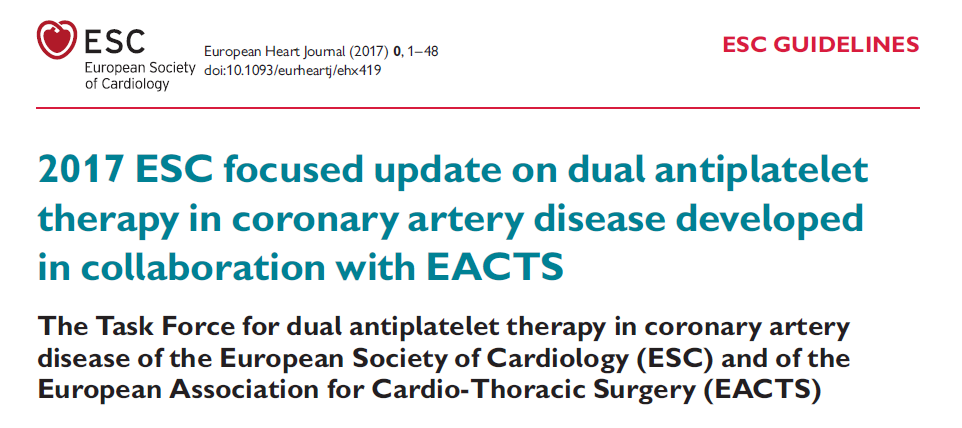 ESC
European Society
of Cardiology
European Heart Journal (2017) 0, 1–48
doi:10.1093/eurheartj/ehx419
ESC GUIDELINES
2017 ESC focused update on dual antiplatelet
therapy in coronary artery disease developed
in collaboration with EACTS
The Task Force for dual antiplatelet therapy in coronary artery
disease of the European Society of Cardiology (ESC) and of the
European Association for Cardio-Thoracic Surgery (EACTS)